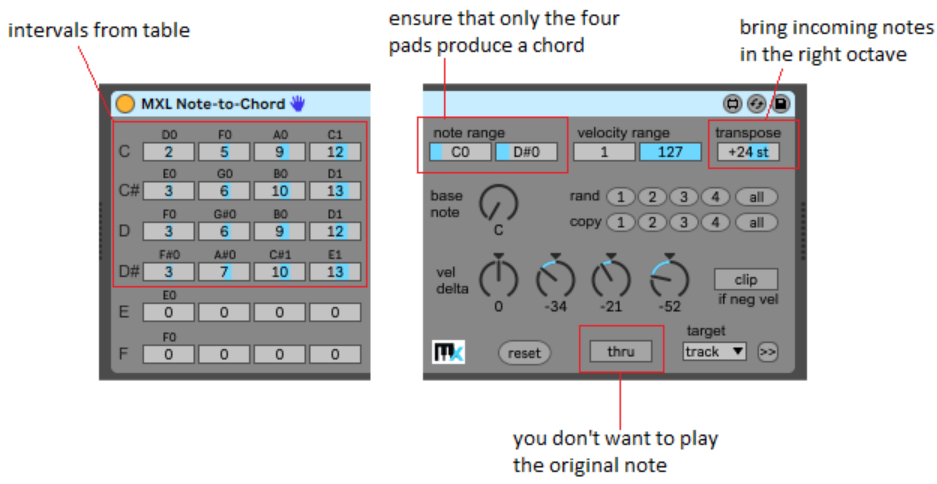 intervals from table
ensure that only the four
pads produce a chord
bring incoming notes
in the right octave
MXL Note-to-Chord
D0 F0 A0 C1
C 2 5 9 12
E0 G0 B0 D1
C# 3 6 10 13
F0 G#0 B0 D1
D 3 6 9 12
F#0 A#0 C#1 E1
D# 3 7 10 13
E0
E 0 0 0 0
F0
F 0 0 0 0
note range velocity range transpose
C0 D#0 1 127 +24 st
base
note
C
rand 1 2 3 4 all
copy 1 2 3 4 all
vel
delta
0 -34 -21 -52
clip
if neg vel
target
mx reset thru track >>
you don't want to play
the original note